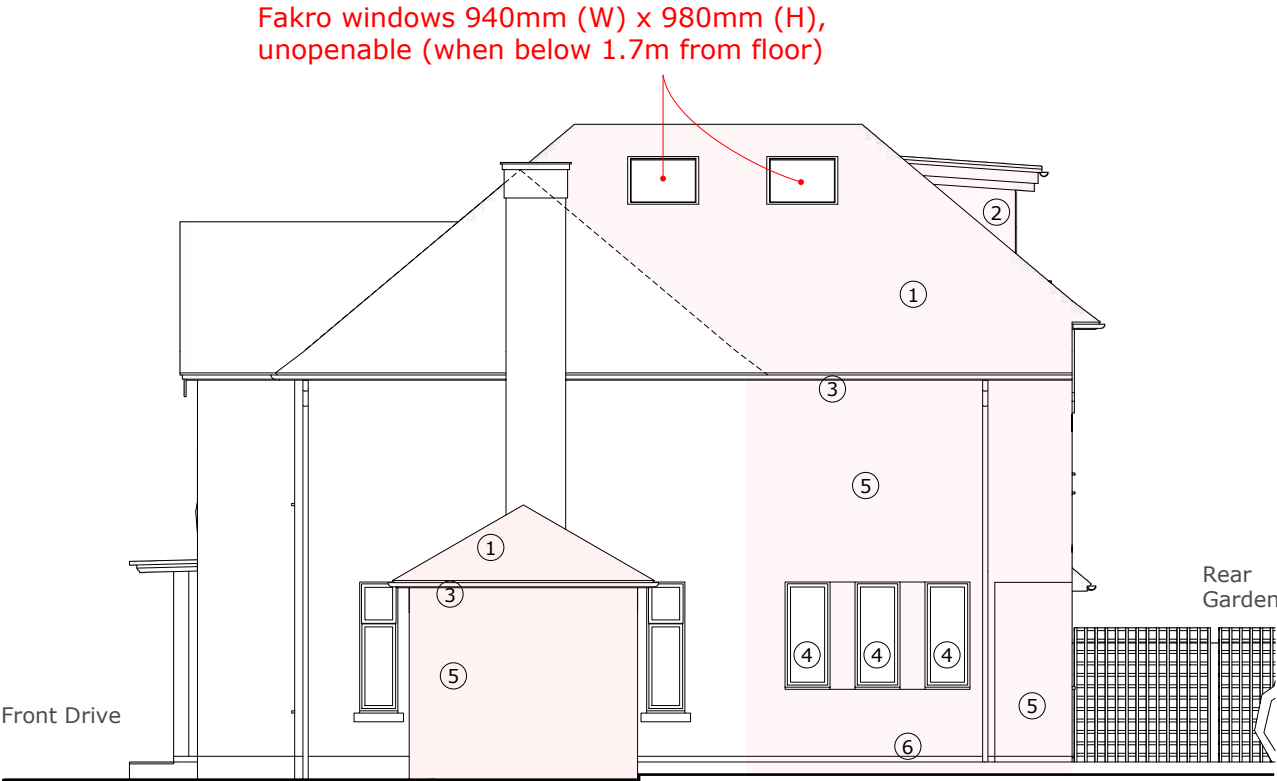 Fakro windows 940mm (W) x 980mm (H),
unopenable (when below 1.7m from floor)
2
1
3
5
1
3
Rear
Garden
4 4 4
5
5
Front Drive
6